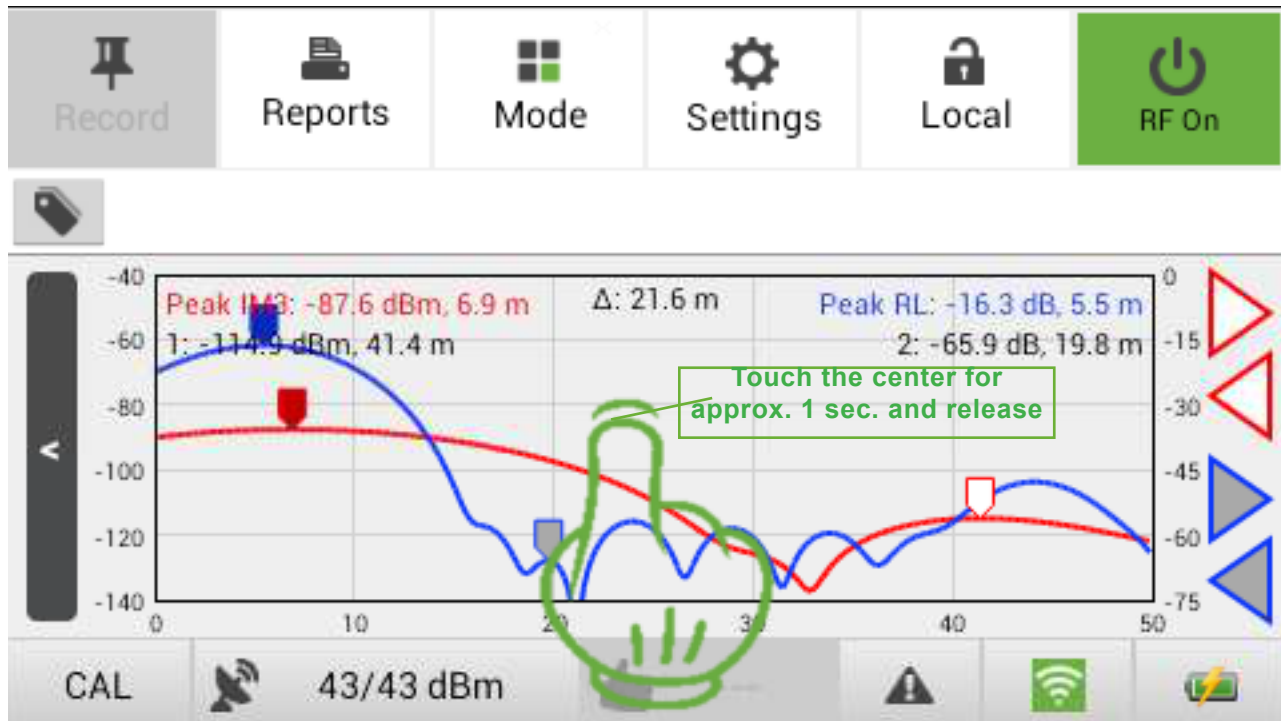 Record
Reports
Mode
Settings
Local
RF On
Peak IM3: -87.6 dBm, 6.9 m
Δ: 21.6 m
Peak RL: -16.3 dB, 5.5 m
1: -114.9 dBm, 41.4 m
2: -65.9 dB, 19.8 m
Touch the center for
approx. 1 sec. and release
-40
-60
-80
-100
-120
-140
0
-15
-30
-45
-60
-75
0
10
20
30
40
50
<
CAL
43/43 dBm